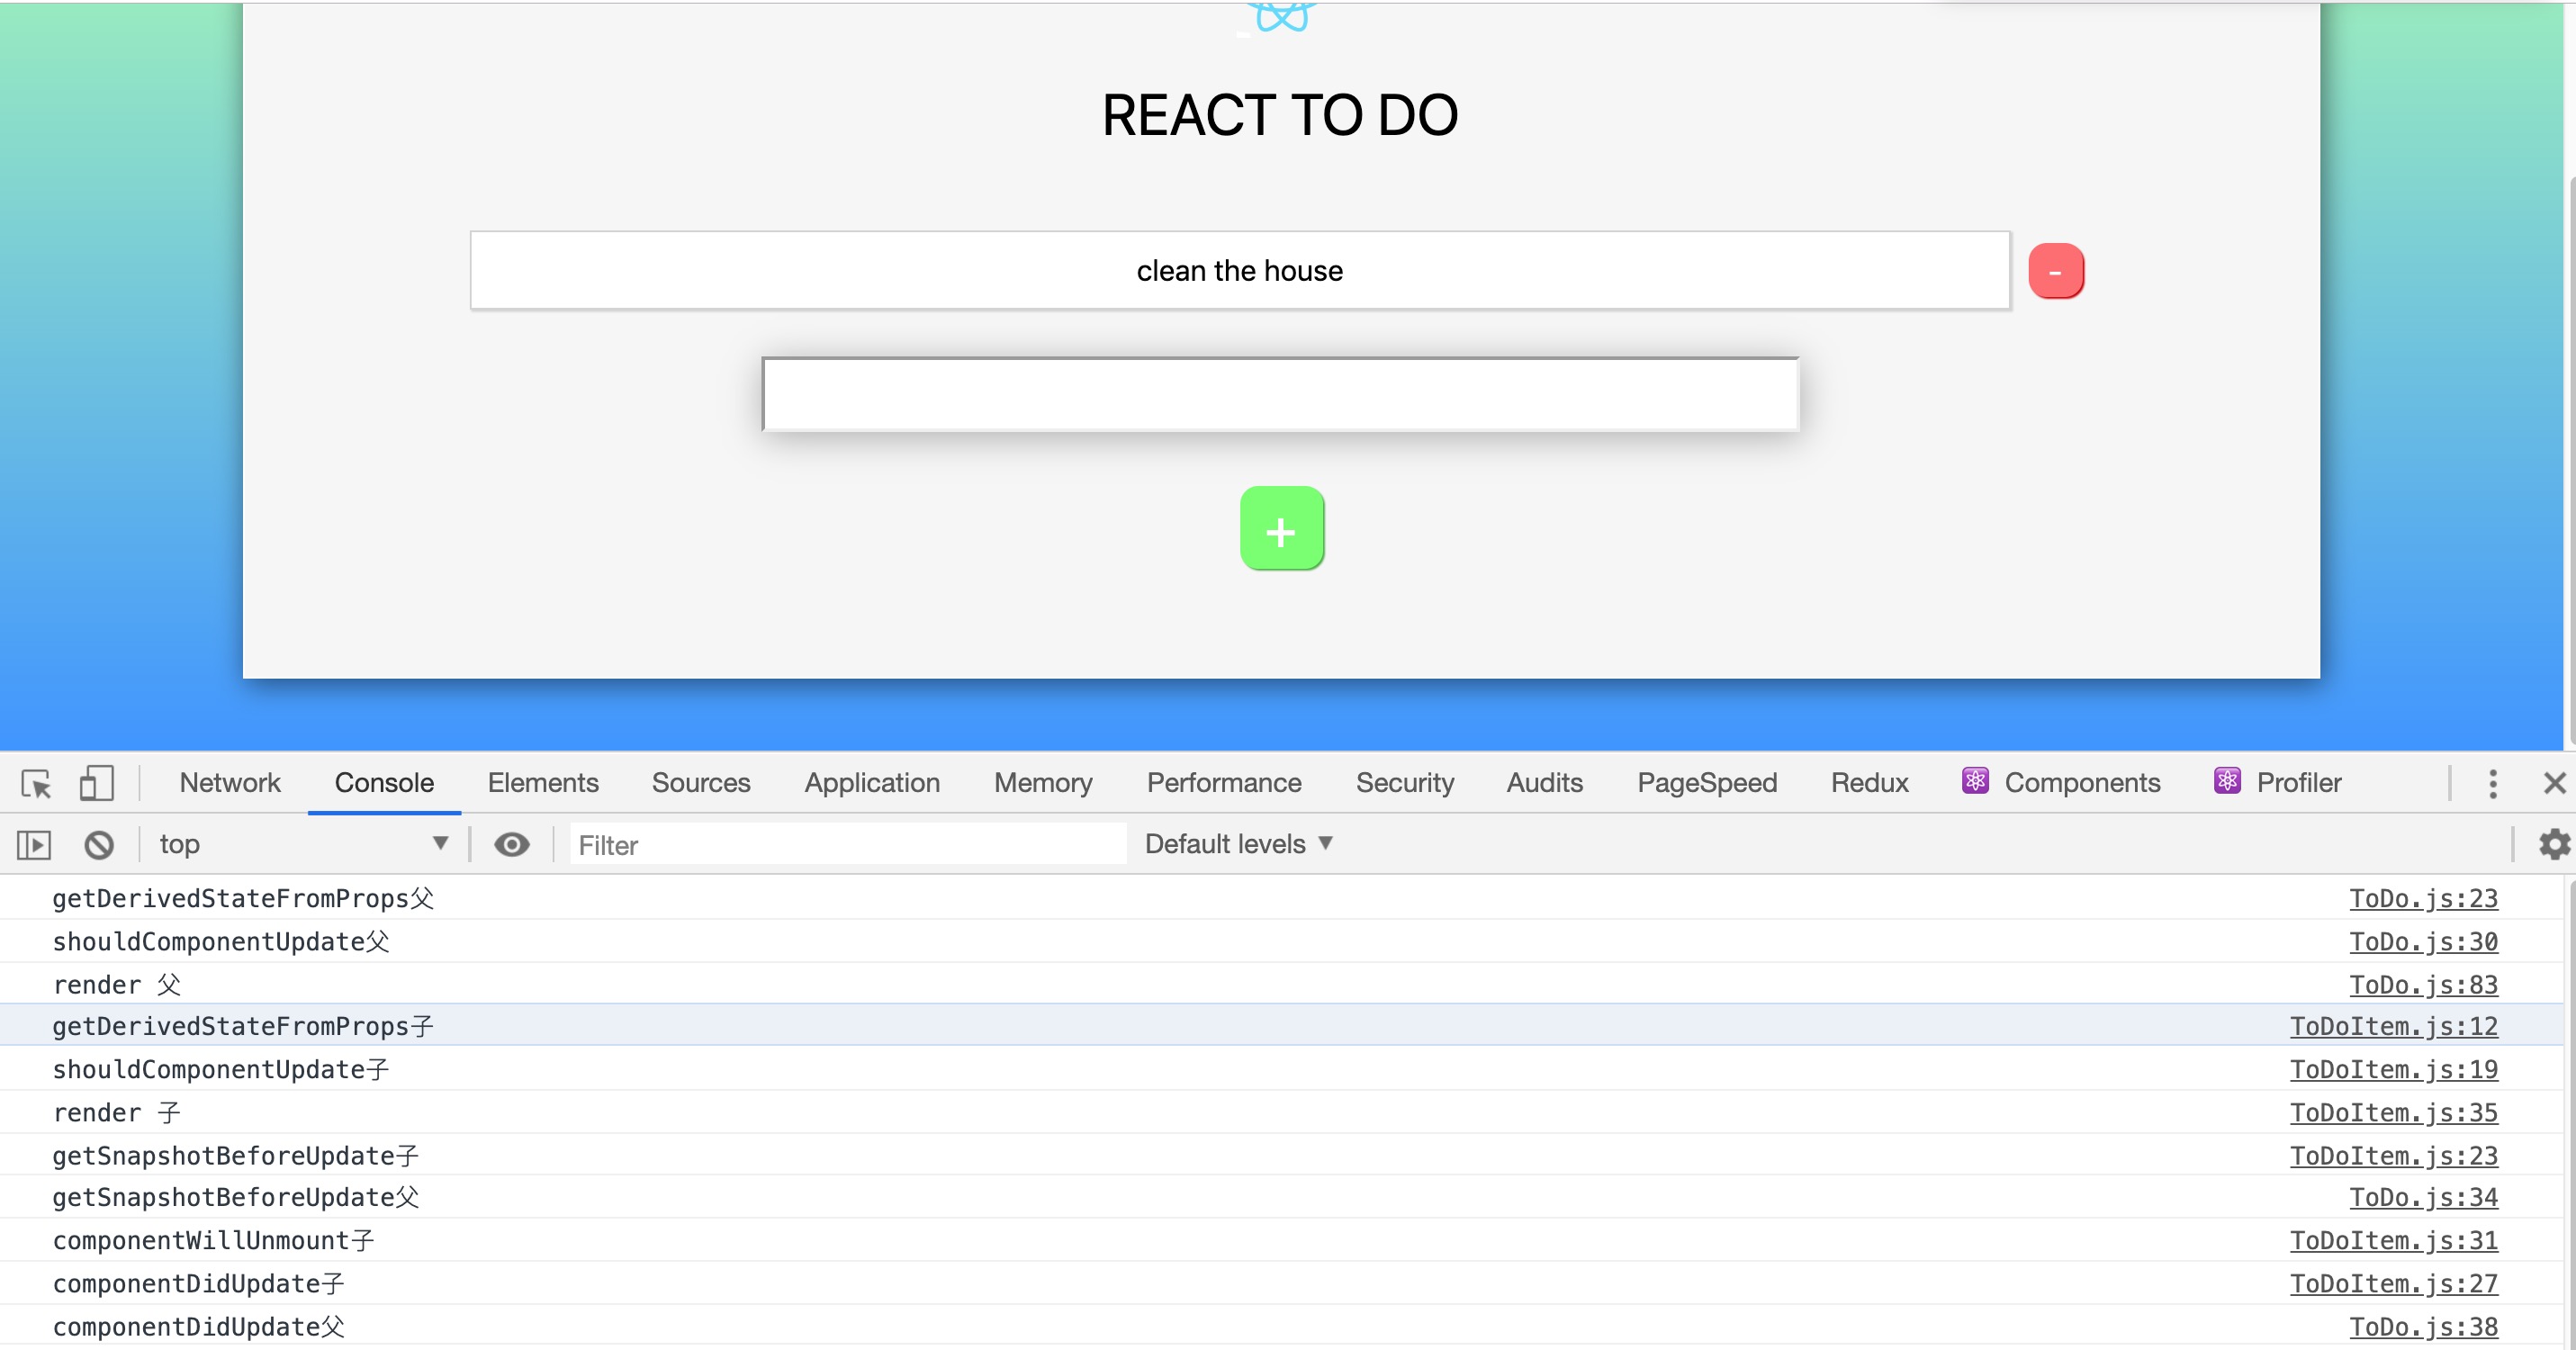 REACT TO DO
clean the house -
+
Network Console Elements Sources Application Memory Performance Security Audits PageSpeed Redux Components Profiler
top Filter Default levels
getDerivedStateFromProps父 ToDo.js:23
shouldComponentUpdate父 ToDo.js:30
render 父 ToDo.js:83
getDerivedStateFromProps子 ToDoItem.js:12
shouldComponentUpdate子 ToDoItem.js:19
render 子 ToDoItem.js:35
getSnapshotBeforeUpdate子 ToDoItem.js:23
getSnapshotBeforeUpdate父 ToDo.js:34
componentWillUnmount子 ToDoItem.js:31
componentDidUpdate子 ToDoItem.js:27
componentDidUpdate父 ToDo.js:38